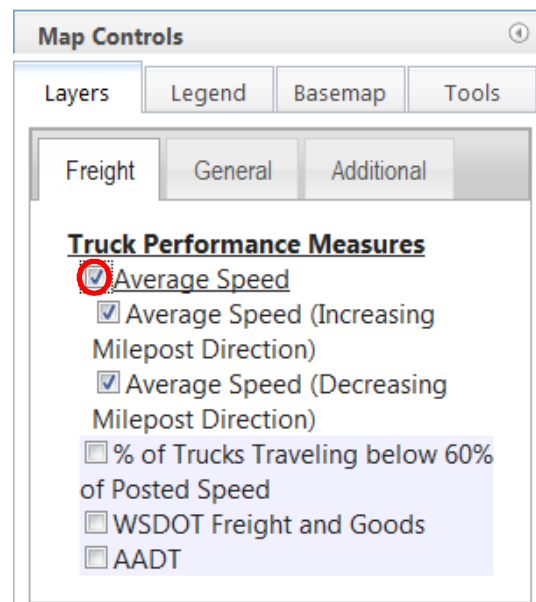 Map Controls
Layers Legend Basemap Tools
Freight General Additional
Truck Performance Measures
Average Speed
Average Speed (Increasing
Milepost Direction)
Average Speed (Decreasing
Milepost Direction)
% of Trucks Traveling below 60%
of Posted Speed
WSDOT Freight and Goods
AADT